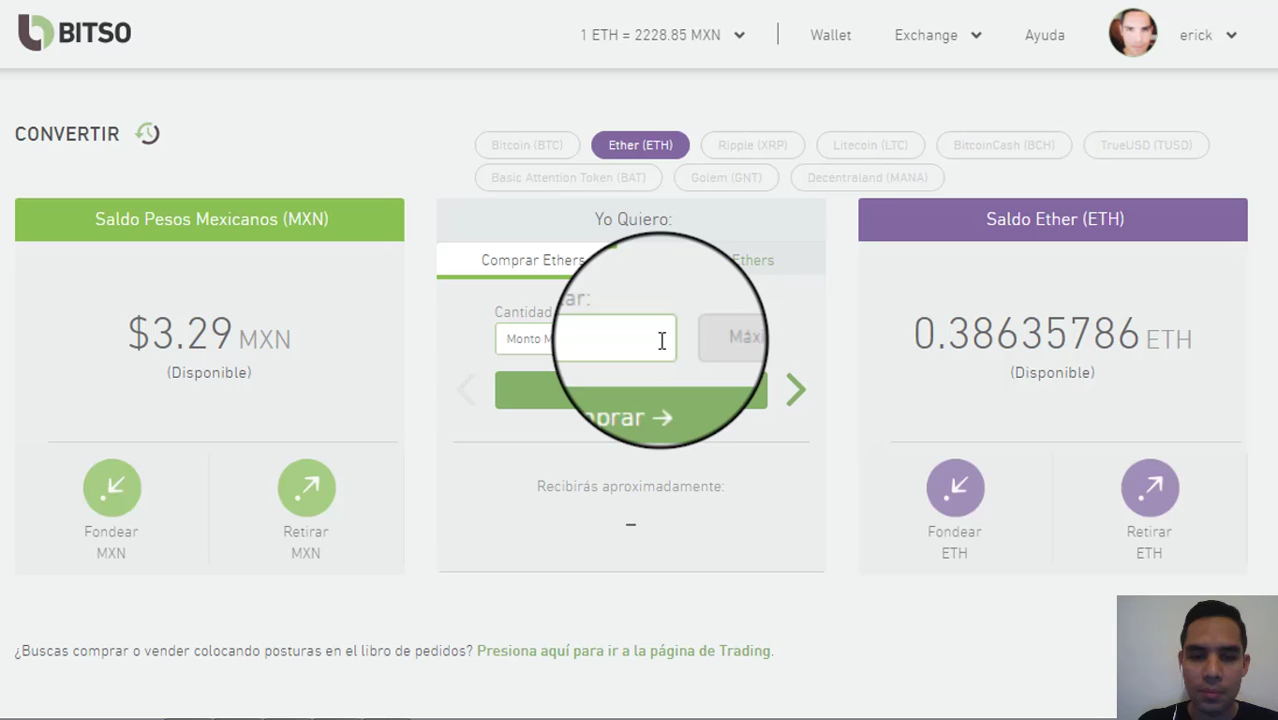 BITSO
1 ETH = 2228.85 MXN
Wallet
Exchange
Ayuda
erick
CONVERTIR
Bitcoin (BTC)
Ether (ETH)
Ripple (XRP)
Litecoin (LTC)
BitcoinCash (BCH)
TrueUSD (TUSD)
Basic Attention Token (BAT)
Golem (GNT)
Decentraland (MANA)
Saldo Pesos Mexicanos (MXN)
$3.29 MXN
(Disponible)
Fondear
MXN
Retirar
MXN
Yo Quiero:
Comprar Ethers
Ethers
Cantidad
ar:
Monto M
Máxi
prar →
Recibirás aproximadamente:
–
Saldo Ether (ETH)
0.38635786 ETH
(Disponible)
Fondear
ETH
Retirar
ETH
¿Buscas comprar o vender colocando posturas en el libro de pedidos? Presiona aquí para ir a la página de Trading.